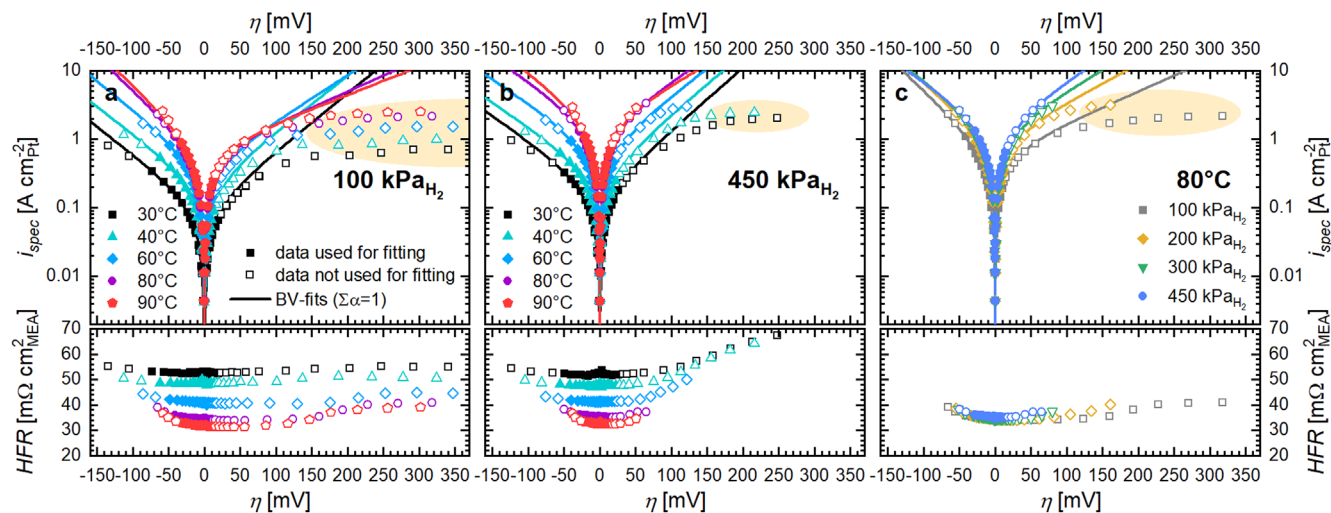 η [mV]
η [mV]
η [mV]
-150 -100 -50 0 50 100 150 200 250 300 350
-150 -100 -50 0 50 100 150 200 250 300 350
-150 -100 -50 0 50 100 150 200 250 300 350
i_spec [A cm⁻²_Pt]
10
1
0.1
0.01
a
100 kPa_H₂
30°C
40°C
60°C
80°C
90°C
data used for fitting
data not used for fitting
BV-fits (Σα=1)
b
450 kPa_H₂
30°C
40°C
60°C
80°C
90°C
c
80°C
100 kPa_H₂
200 kPa_H₂
300 kPa_H₂
450 kPa_H₂
10
1
0.1
0.01
i_spec [A cm⁻²_Pt]
HFR [mΩ cm²_MEA]
70
60
50
40
30
20
70
60
50
40
30
20
HFR [mΩ cm²_MEA]
-150 -100 -50 0 50 100 150 200 250 300 350
-150 -100 -50 0 50 100 150 200 250 300 350
-150 -100 -50 0 50 100 150 200 250 300 350
η [mV]
η [mV]
η [mV]